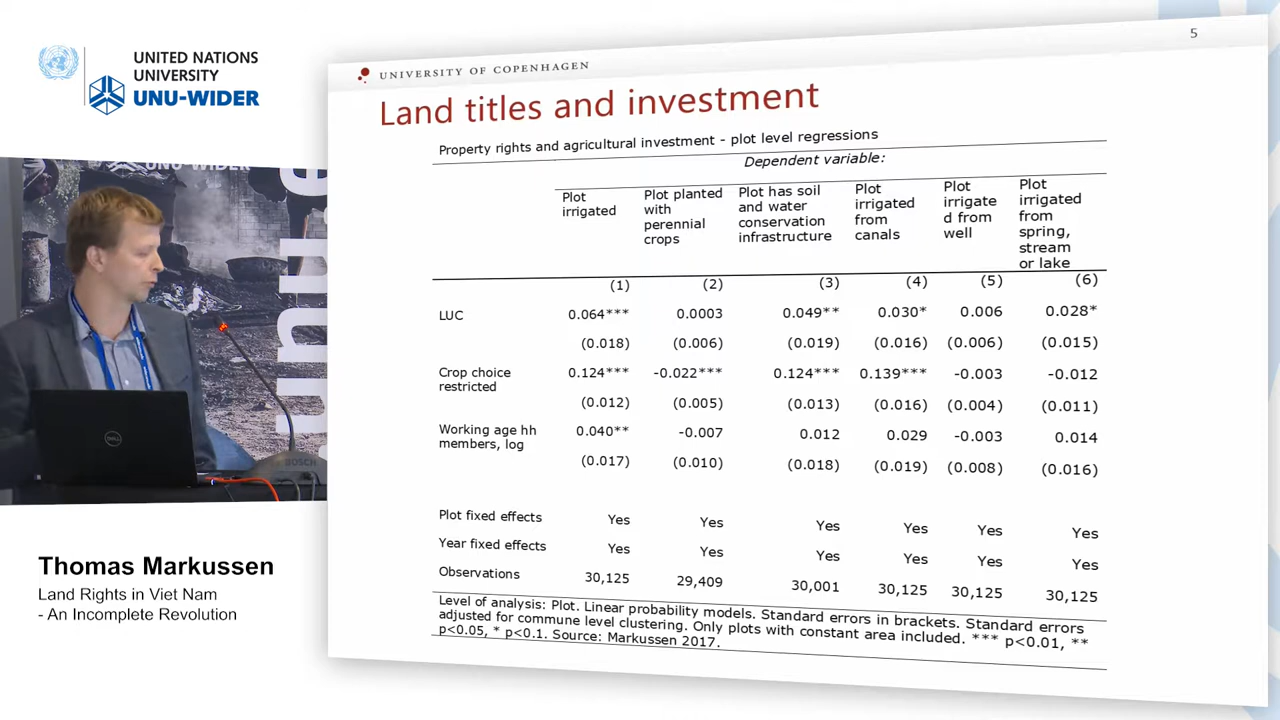 UNITED NATIONS
UNIVERSITY
UNU-WIDER
unu.
UNU-WIDER
DELL
BOSCH
Thomas Markussen
Land Rights in Viet Nam
- An Incomplete Revolution
5
UNIVERSITY OF COPENHAGEN
Land titles and investment
Property rights and agricultural investment - plot level regressions
Dependent variable:
Plot irrigated
Plot planted with perennial crops
Plot has soil and water conservation infrastructure
Plot irrigated from canals
Plot irrigate d from well
Plot irrigated from spring, stream or lake
(1) (2) (3) (4) (5) (6)
LUC 0.064*** 0.0003 0.049** 0.030* 0.006 0.028*
(0.018) (0.006) (0.019) (0.016) (0.006) (0.015)
Crop choice restricted 0.124*** -0.022*** 0.124*** 0.139*** -0.003 -0.012
(0.012) (0.005) (0.013) (0.016) (0.004) (0.011)
Working age hh members, log 0.040** -0.007 0.012 0.029 -0.003 0.014
(0.017) (0.010) (0.018) (0.019) (0.008) (0.016)
Plot fixed effects Yes Yes Yes Yes Yes Yes
Year fixed effects Yes Yes Yes Yes Yes Yes
Observations 30,125 29,409 30,001 30,125 30,125 30,125
Level of analysis: Plot. Linear probability models. Standard errors in brackets. Standard errors
adjusted for commune level clustering. Only plots with constant area included. *** p<0.01, **
p<0.05, * p<0.1. Source: Markussen 2017.